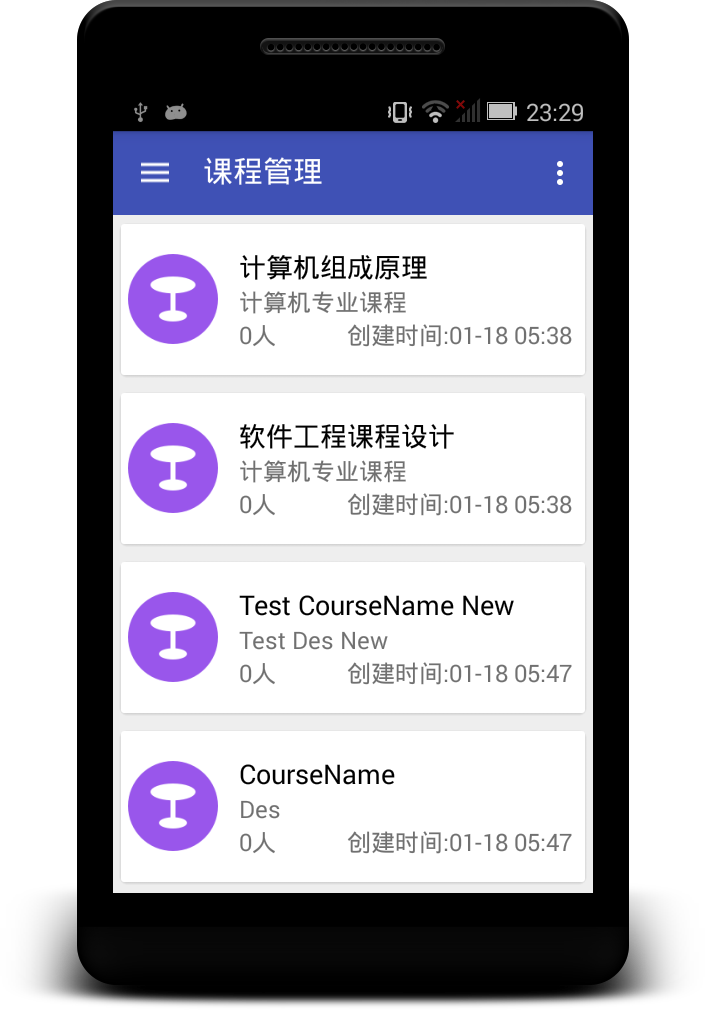 23:29
课程管理
计算机组成原理
计算机专业课程
0人 创建时间:01-18 05:38
软件工程课程设计
计算机专业课程
0人 创建时间:01-18 05:38
Test CourseName New
Test Des New
0人 创建时间:01-18 05:47
CourseName
Des
0人 创建时间:01-18 05:47